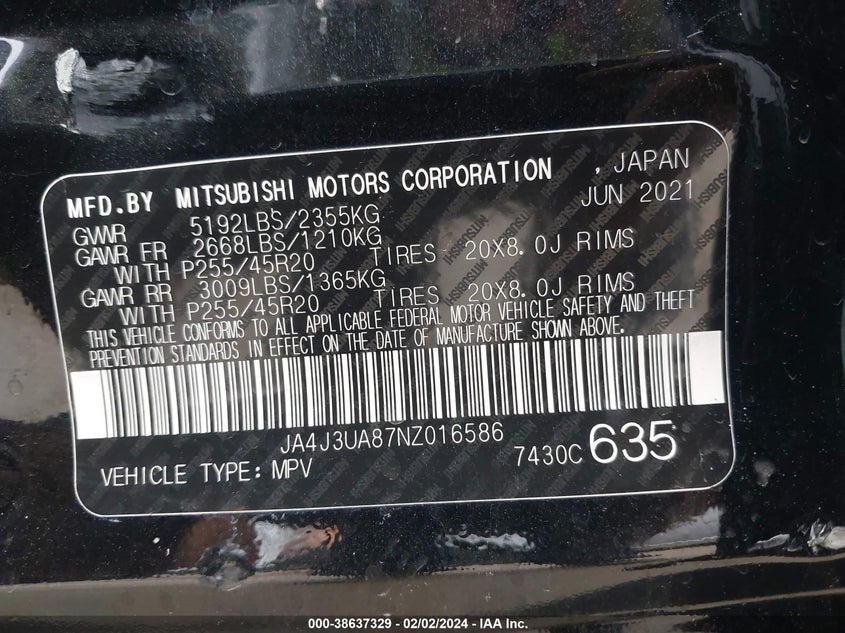 MFD.BY MITSUBISHI MOTORS CORPORATION , JAPAN
JUN 2021
GVWR 5192LBS/2355KG
GAWR FR 2668LBS/1210KG
WITH P255/45R20 TIRES 20X8.0J RIMS
GAWR RR 3009LBS/1365KG
WITH P255/45R20 TIRES 20X8.0J RIMS
THIS VEHICLE CONFORMS TO ALL APPLICABLE FEDERAL MOTOR VEHICLE SAFETY AND THEFT
PREVENTION STANDARDS IN EFFECT ON THE DATE OF MANUFACTURE SHOWN ABOVE.
JA4J3UA87NZ016586
VEHICLE TYPE: MPV 7430C 635
000-38637329 - 02/02/2024 - IAA Inc.